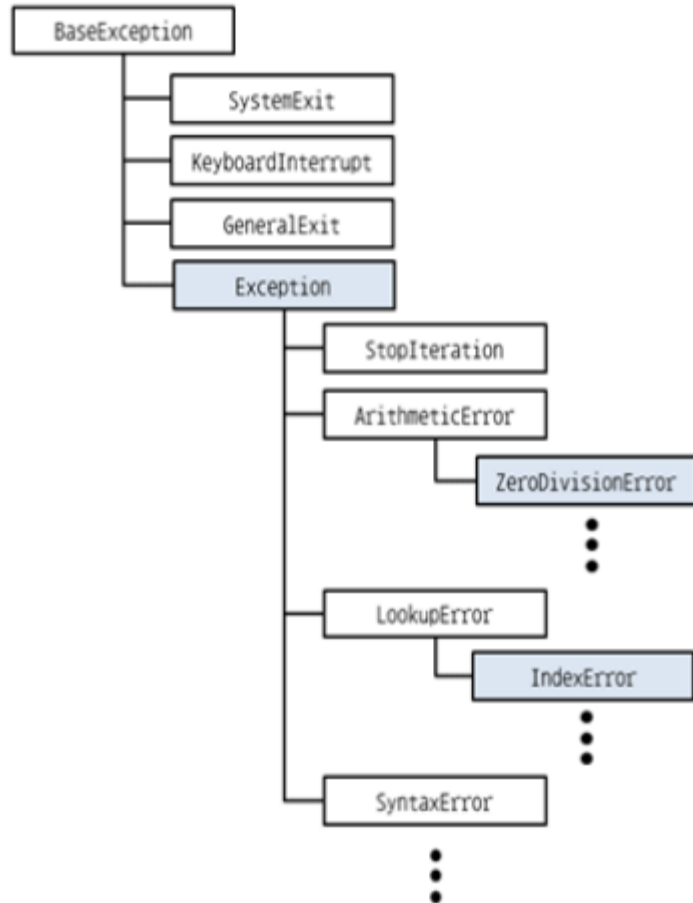 BaseException
SystemExit
KeyboardInterrupt
GeneralExit
Exception
StopIteration
ArithmeticError
ZeroDivisionError
LookupError
IndexError
SyntaxError